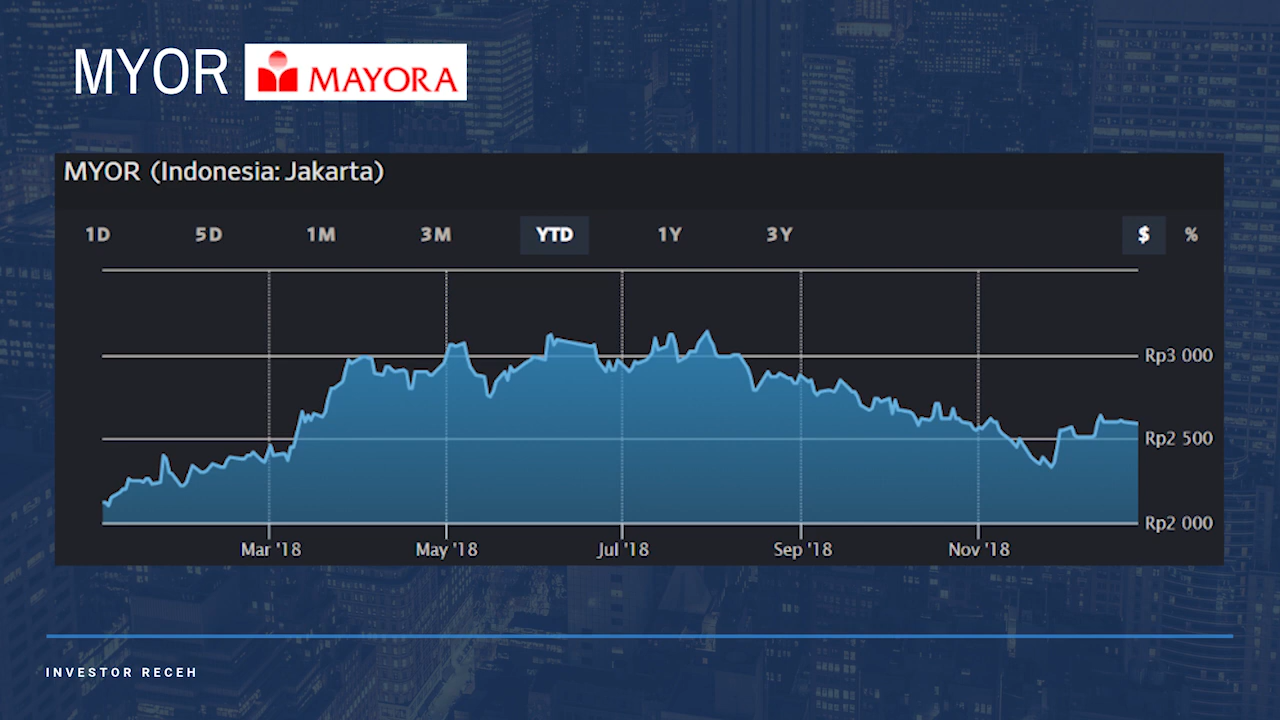 MYOR MAYORA
MYOR (Indonesia: Jakarta)
1D 5D 1M 3M YTD 1Y 3Y $ %
Rp3 000
Rp2 500
Rp2 000
Mar '18 May '18 Jul '18 Sep '18 Nov '18
INVESTOR RECEH